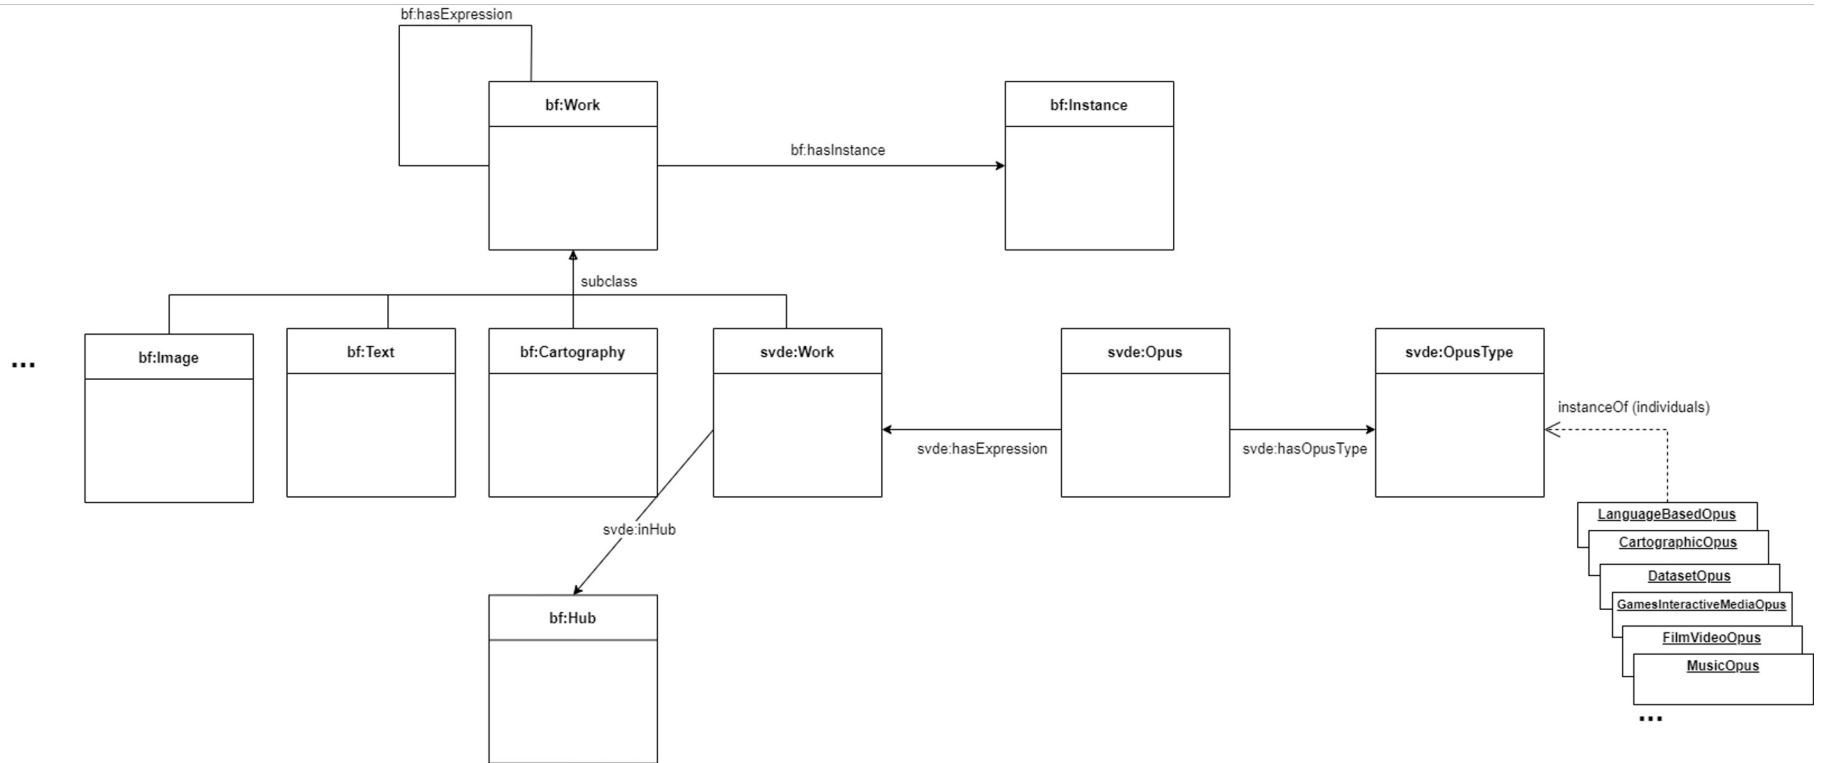 bf:hasExpression
bf:Work
bf:Instance
bf:hasInstance
subclass
...
bf:Image
bf:Text
bf:Cartography
svde:Work
svde:Opus
svde:OpusType
instanceOf (individuals)
svde:hasExpression
svde:hasOpusType
svde:inHub
bf:Hub
LanguageBasedOpus
CartographicOpus
DatasetOpus
GamesInteractiveMediaOpus
FilmVideoOpus
MusicOpus
...